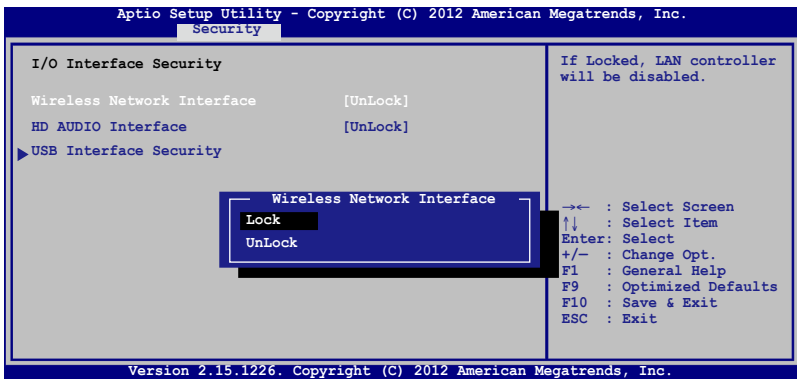 Aptio Setup Utility - Copyright (C) 2012 American Megatrends, Inc.
Security
I/O Interface Security
Wireless Network Interface [UnLock]
HD AUDIO Interface [UnLock]
USB Interface Security
If Locked, LAN controller
will be disabled.
Wireless Network Interface
Lock
UnLock
→← : Select Screen
↑↓ : Select Item
Enter: Select
+/— : Change Opt.
F1 : General Help
F9 : Optimized Defaults
F10 : Save & Exit
ESC : Exit
Version 2.15.1226. Copyright (C) 2012 American Megatrends, Inc.